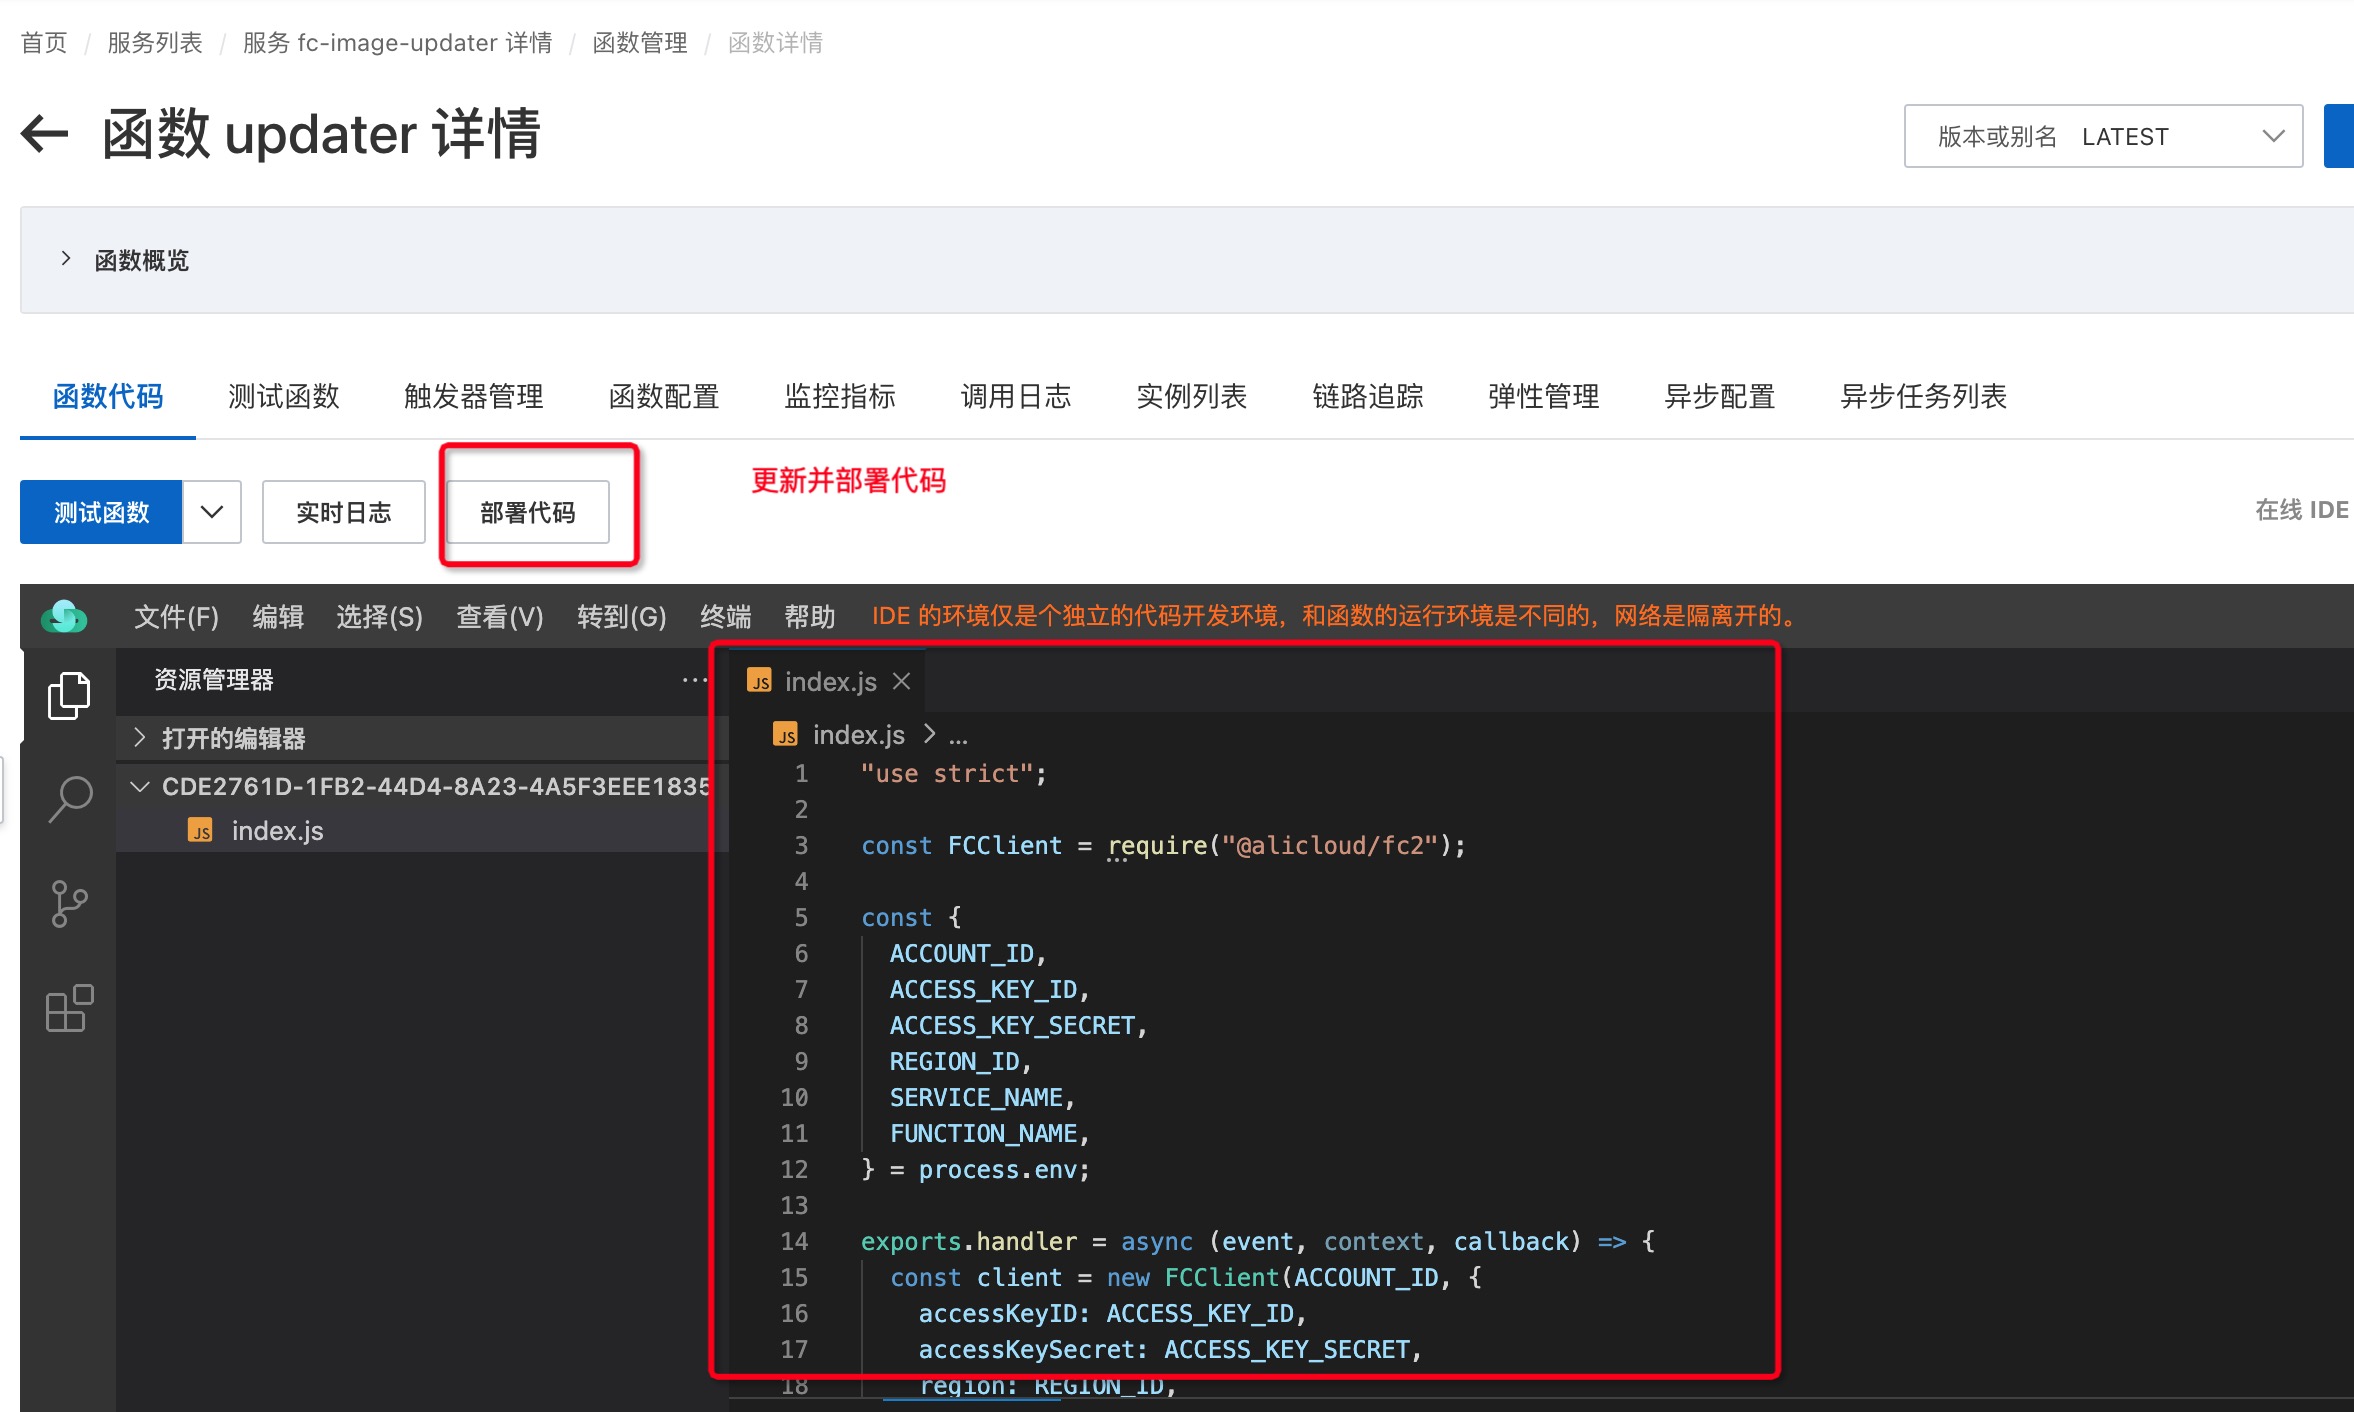 首页 / 服务列表 / 服务 fc-image-updater 详情 / 函数管理 / 函数详情
函数 updater 详情
版本或别名 LATEST
函数概览
函数代码 测试函数 触发器管理 函数配置 监控指标 调用日志 实例列表 链路追踪 弹性管理 异步配置 异步任务列表
更新并部署代码
测试函数 实时日志 部署代码
在线 IDE
文件(F) 编辑 选择(S) 查看(V) 转到(G) 终端 帮助 IDE 的环境仅是个独立的代码开发环境，和函数的运行环境是不同的，网络是隔离开的。
资源管理器 ...
打开的编辑器
CDE2761D-1FB2-44D4-8A23-4A5F3EEE1835
JS index.js
JS index.js
JS index.js > ...
1 "use strict";
2
3 const FCClient = require("@alicloud/fc2");
4
5 const {
6 ACCOUNT_ID,
7 ACCESS_KEY_ID,
8 ACCESS_KEY_SECRET,
9 REGION_ID,
10 SERVICE_NAME,
11 FUNCTION_NAME,
12 } = process.env;
13
14 exports.handler = async (event, context, callback) => {
15 const client = new FCClient(ACCOUNT_ID, {
16 accessKeyID: ACCESS_KEY_ID,
17 accessKeySecret: ACCESS_KEY_SECRET,
18 region: REGION_ID,